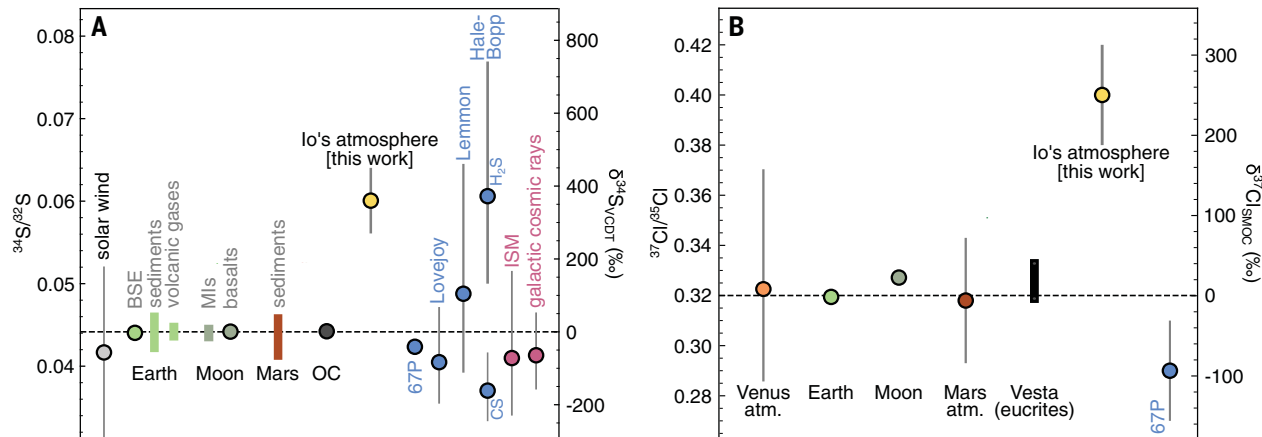 A
0.08
0.07
0.06
0.05
0.04
³⁴S/³²S
solar wind
BSE
sediments
volcanic gases
Earth
MIs
basalts
Moon
sediments
Mars
OC
Io's atmosphere
[this work]
67P
Lovejoy
Lemmon
Hale-
Bopp
H₂S
CS
ISM
galactic cosmic rays
800
600
400
200
0
-200
δ³⁴S_VCDT (‰)
B
0.42
0.40
0.38
0.36
0.34
0.32
0.30
0.28
³⁷Cl/³⁵Cl
Venus
atm.
Earth
Moon
Mars
atm.
Vesta
(eucrites)
Io's atmosphere
[this work]
67P
300
200
100
0
-100
δ³⁷Cl_SMOC (‰)